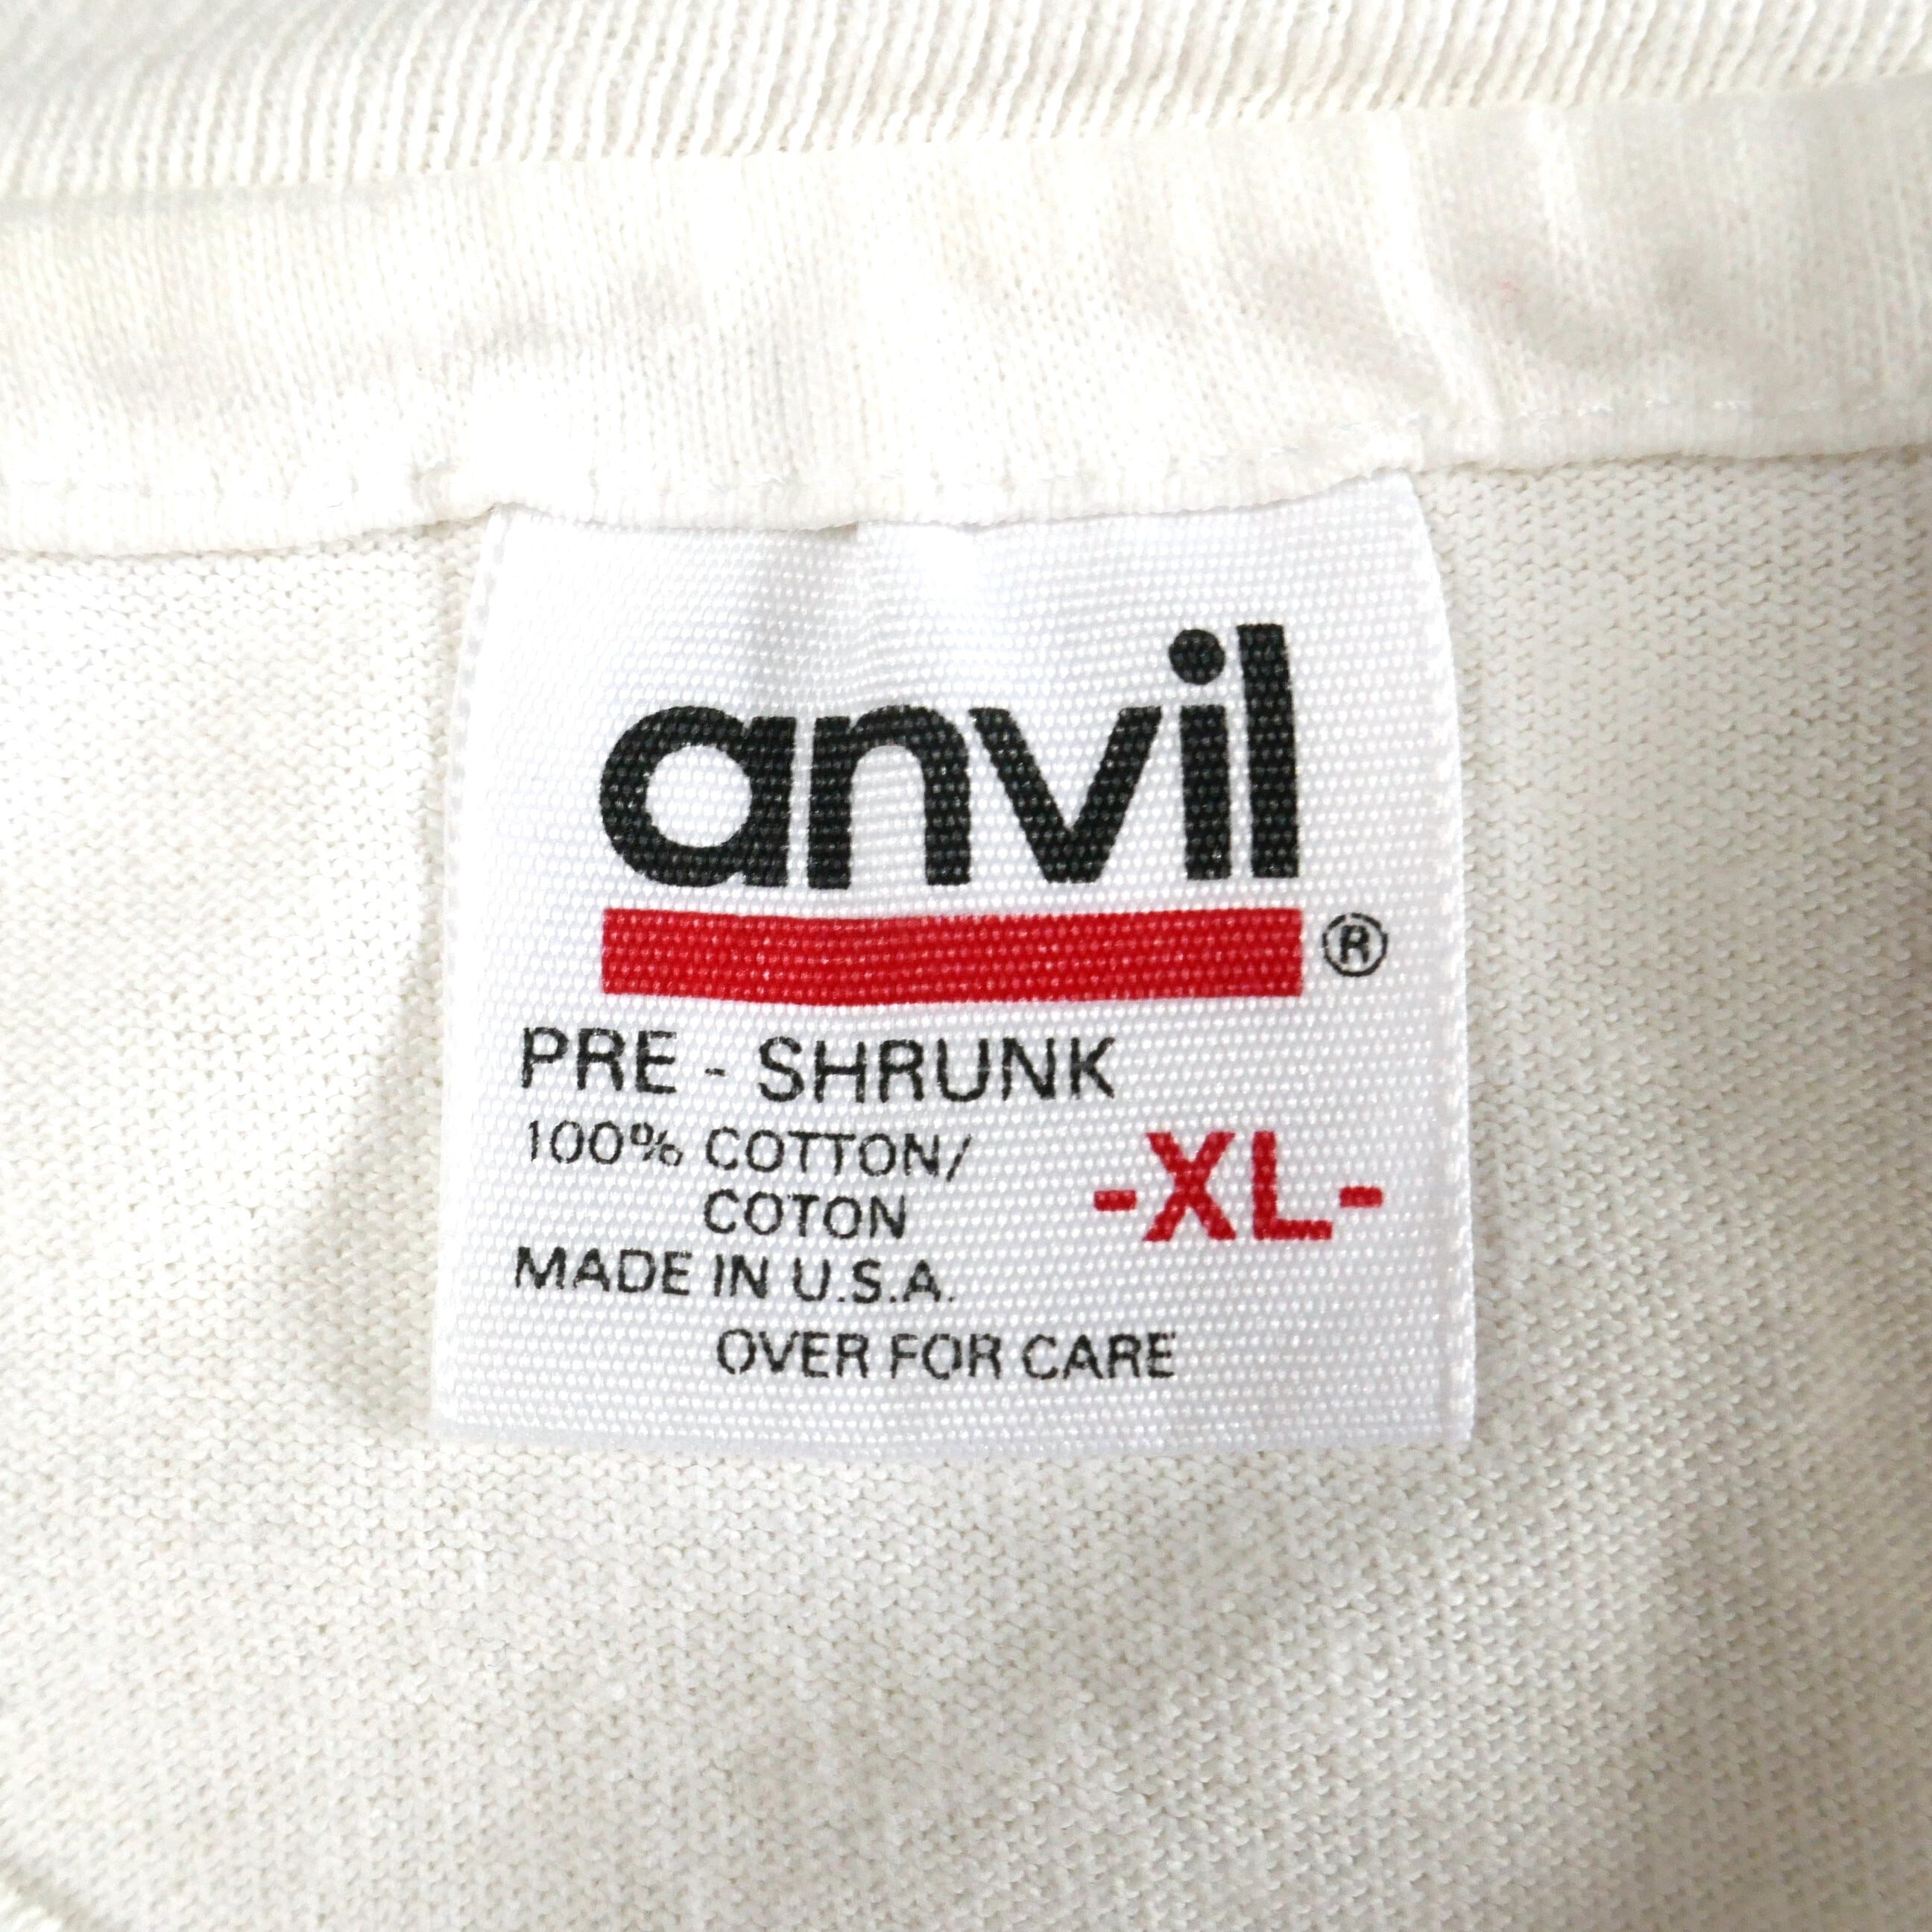 anvil
®
PRE - SHRUNK
100% COTTON/
COTON
-XL-
MADE IN U.S.A.
OVER FOR CARE